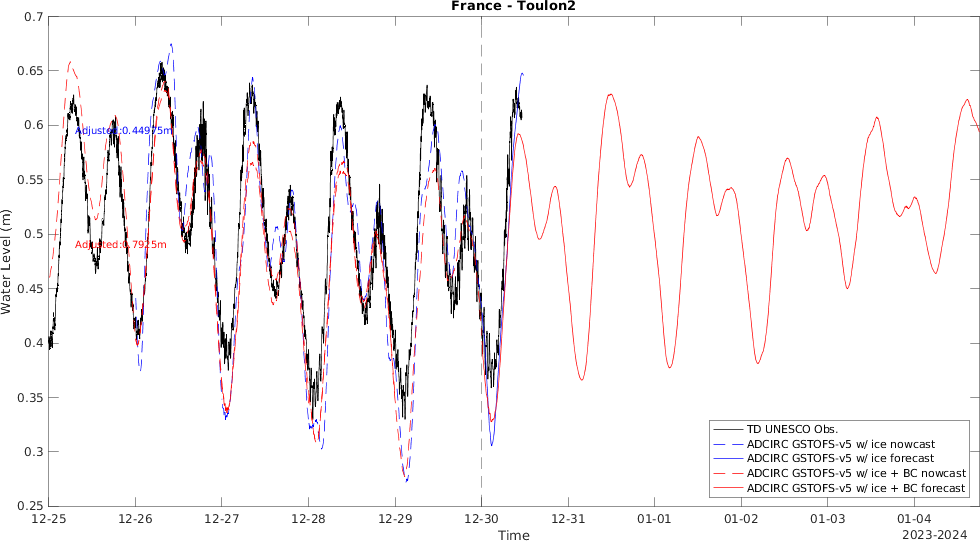 France - Toulon2
0.7
0.65
0.6
0.55
0.5
0.45
0.4
0.35
0.3
0.25
Water Level (m)
Adjusted:0.44975m
Adjusted:0.7925m
TD UNESCO Obs.
ADCIRC GSTOFS-v5 w/ ice nowcast
ADCIRC GSTOFS-v5 w/ ice forecast
ADCIRC GSTOFS-v5 w/ ice + BC nowcast
ADCIRC GSTOFS-v5 w/ ice + BC forecast
12-25 12-26 12-27 12-28 12-29 12-30 12-31 01-01 01-02 01-03 01-04
Time
2023-2024